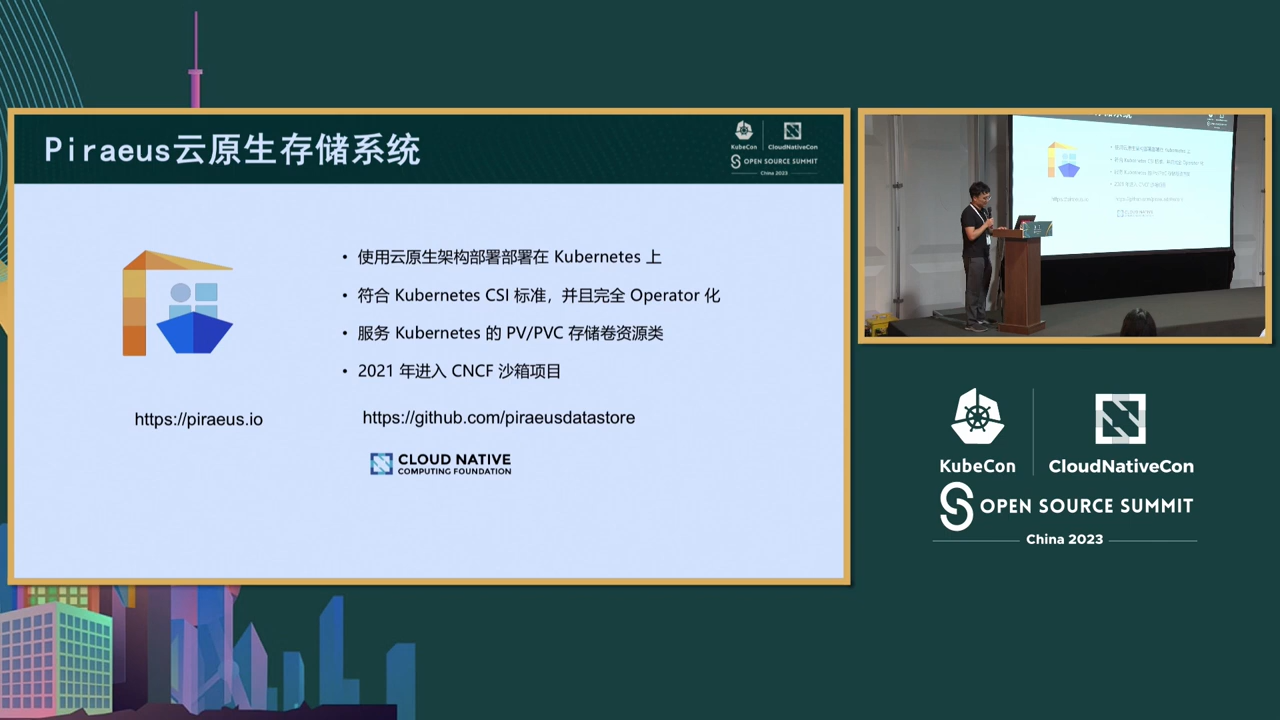 Piraeus云原生存储系统
KubeCon
CloudNativeCon
OPEN SOURCE SUMMIT
China 2023
• 使用云原生架构部署部署在 Kubernetes 上
• 符合 Kubernetes CSI 标准，并且完全 Operator 化
• 服务 Kubernetes 的 PV/PVC 存储卷资源类
• 2021 年进入 CNCF 沙箱项目
https://piraeus.io
https://github.com/piraeusdatastore
CLOUD NATIVE
COMPUTING FOUNDATION
KubeCon
CloudNativeCon
OPEN SOURCE SUMMIT
China 2023